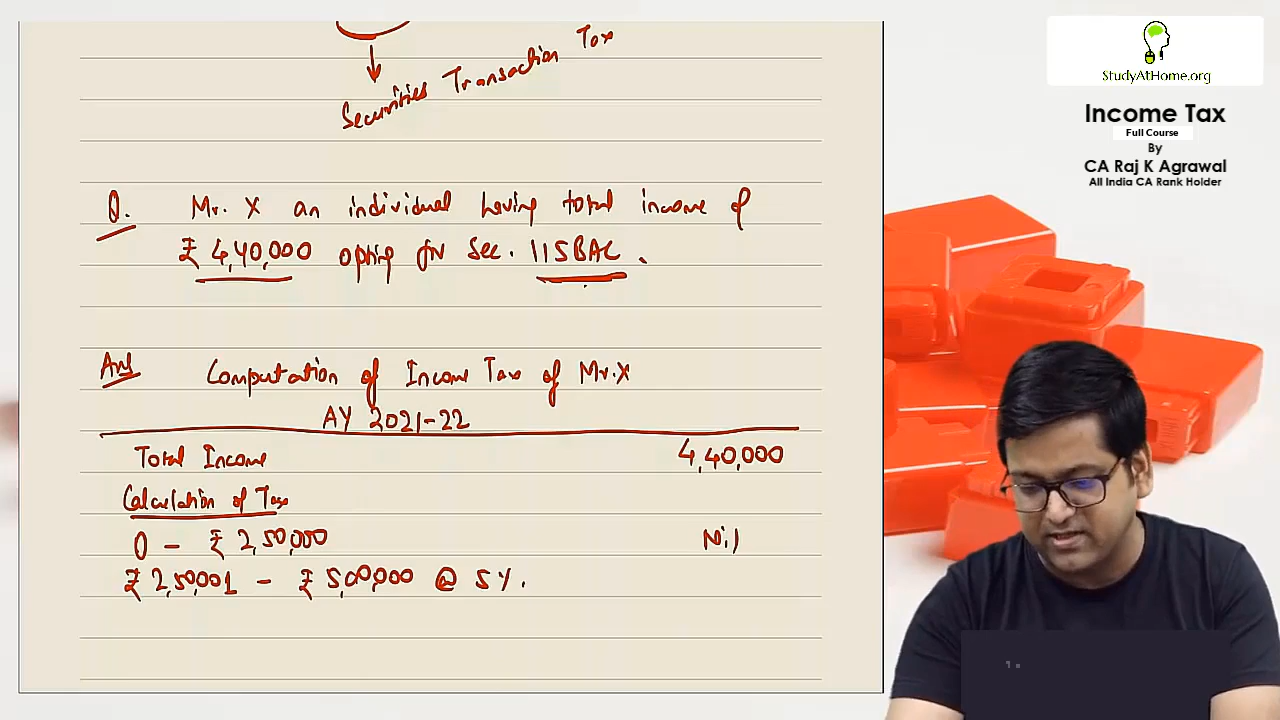 Securities Transaction Tax
Q. Mr. X an individual having total income of
₹ 4,40,000 opting for Sec. 115BAC.
Ans Computation of Income Tax of Mr. X
AY 2021-22
Total Income 4,40,000
Calculation of Tax
0 - ₹ 2,50,000 Nil
₹ 2,50,001 - ₹ 5,00,000 @ 5%.
StudyAtHome.org
Income Tax
Full Course
By
CA Raj K Agrawal
All India CA Rank Holder